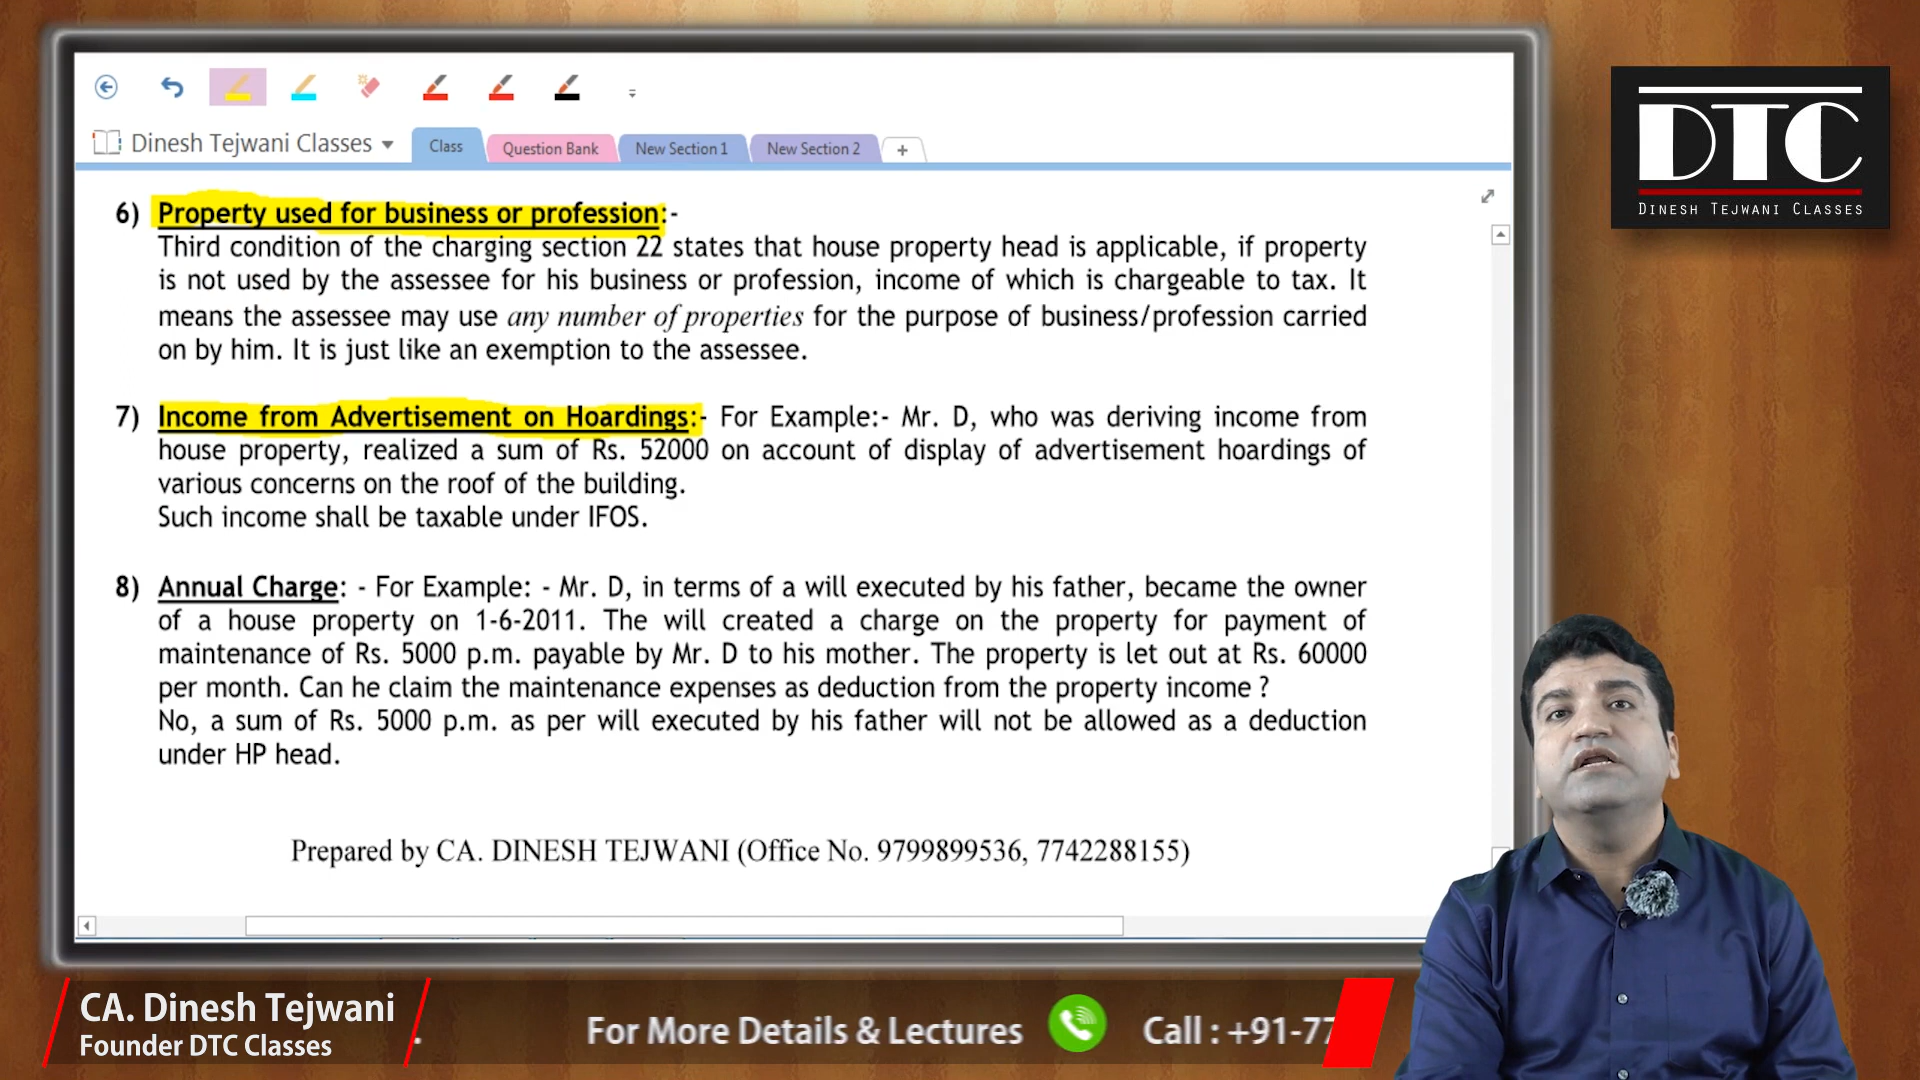 Dinesh Tejwani Classes
Class
Question Bank
New Section 1
New Section 2
DTC
DINESH TEJWANI CLASSES
6) Property used for business or profession:-
Third condition of the charging section 22 states that house property head is applicable, if property
is not used by the assessee for his business or profession, income of which is chargeable to tax. It
means the assessee may use any number of properties for the purpose of business/profession carried
on by him. It is just like an exemption to the assessee.
7) Income from Advertisement on Hoardings:- For Example:- Mr. D, who was deriving income from
house property, realized a sum of Rs. 52000 on account of display of advertisement hoardings of
various concerns on the roof of the building.
Such income shall be taxable under IFOS.
8) Annual Charge: - For Example: - Mr. D, in terms of a will executed by his father, became the owner
of a house property on 1-6-2011. The will created a charge on the property for payment of
maintenance of Rs. 5000 p.m. payable by Mr. D to his mother. The property is let out at Rs. 60000
per month. Can he claim the maintenance expenses as deduction from the property income ?
No, a sum of Rs. 5000 p.m. as per will executed by his father will not be allowed as a deduction
under HP head.
Prepared by CA. DINESH TEJWANI (Office No. 9799899536, 7742288155)
CA. Dinesh Tejwani
Founder DTC Classes
For More Details & Lectures
Call : +91-77